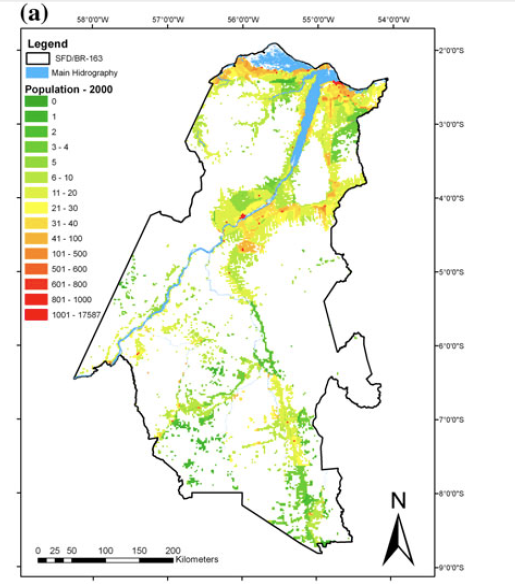 (a)
58°0'0"W 57°0'0"W 56°0'0"W 55°0'0"W 54°0'0"W
Legend
SFD/BR-163
Main Hidrography
Population - 2000
0
1
2
3 - 4
5
6 - 10
11 - 20
21 - 30
31 - 40
41 - 100
101 - 500
501 - 600
601 - 800
801 - 1000
1001 - 17587
2°0'0"S
3°0'0"S
4°0'0"S
5°0'0"S
6°0'0"S
7°0'0"S
8°0'0"S
9°0'0"S
N
0 25 50 100 150 200
Kilometers